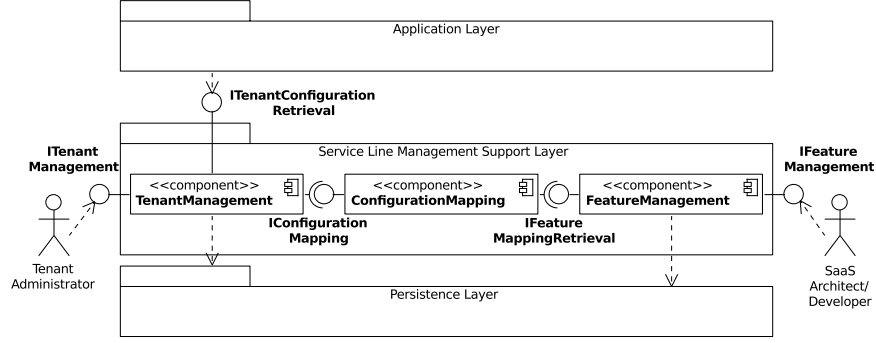 Application Layer
ITenantConfiguration
Retrieval
ITenant
Management
Service Line Management Support Layer
IFeature
Management
<<component>>
TenantManagement
<<component>>
ConfigurationMapping
<<component>>
FeatureManagement
IConfiguration
Mapping
IFeature
MappingRetrieval
Tenant
Administrator
SaaS
Architect/
Developer
Persistence Layer